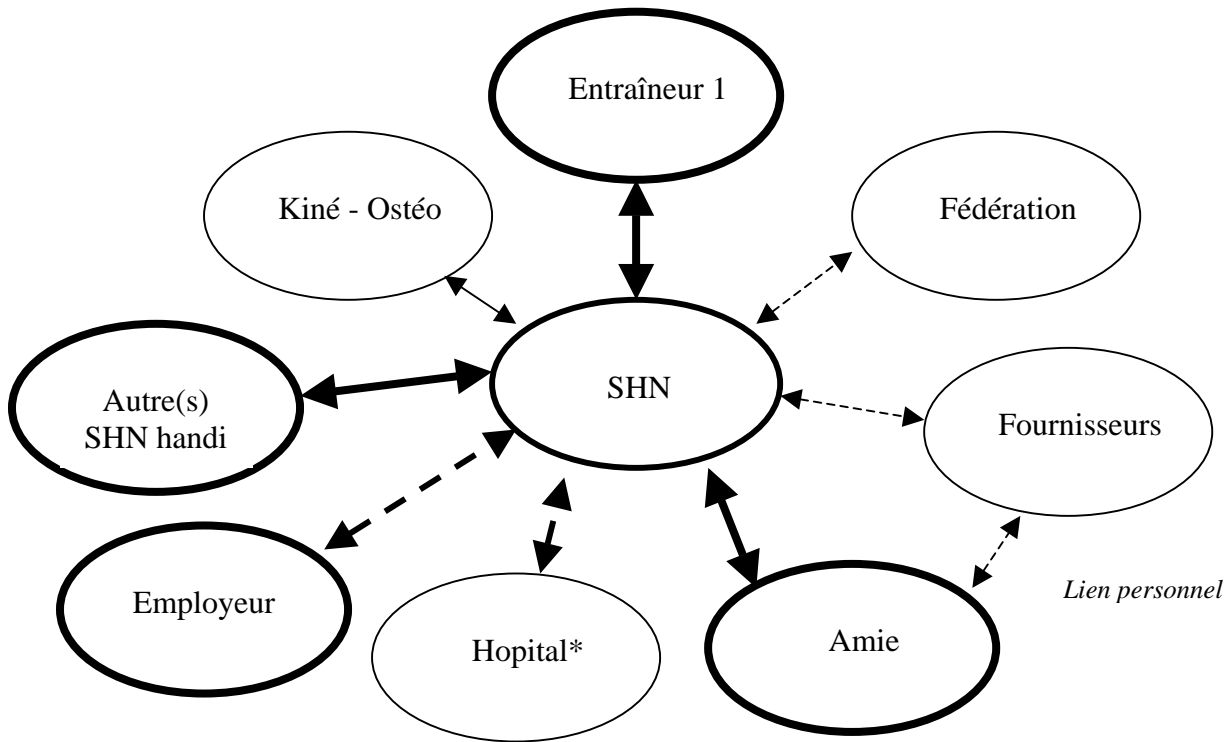 Entraîneur 1
Kiné - Ostéo
Fédération
SHN
Autre(s)
SHN handi
Fournisseurs
Employeur
Hopital*
Amie
Lien personnel